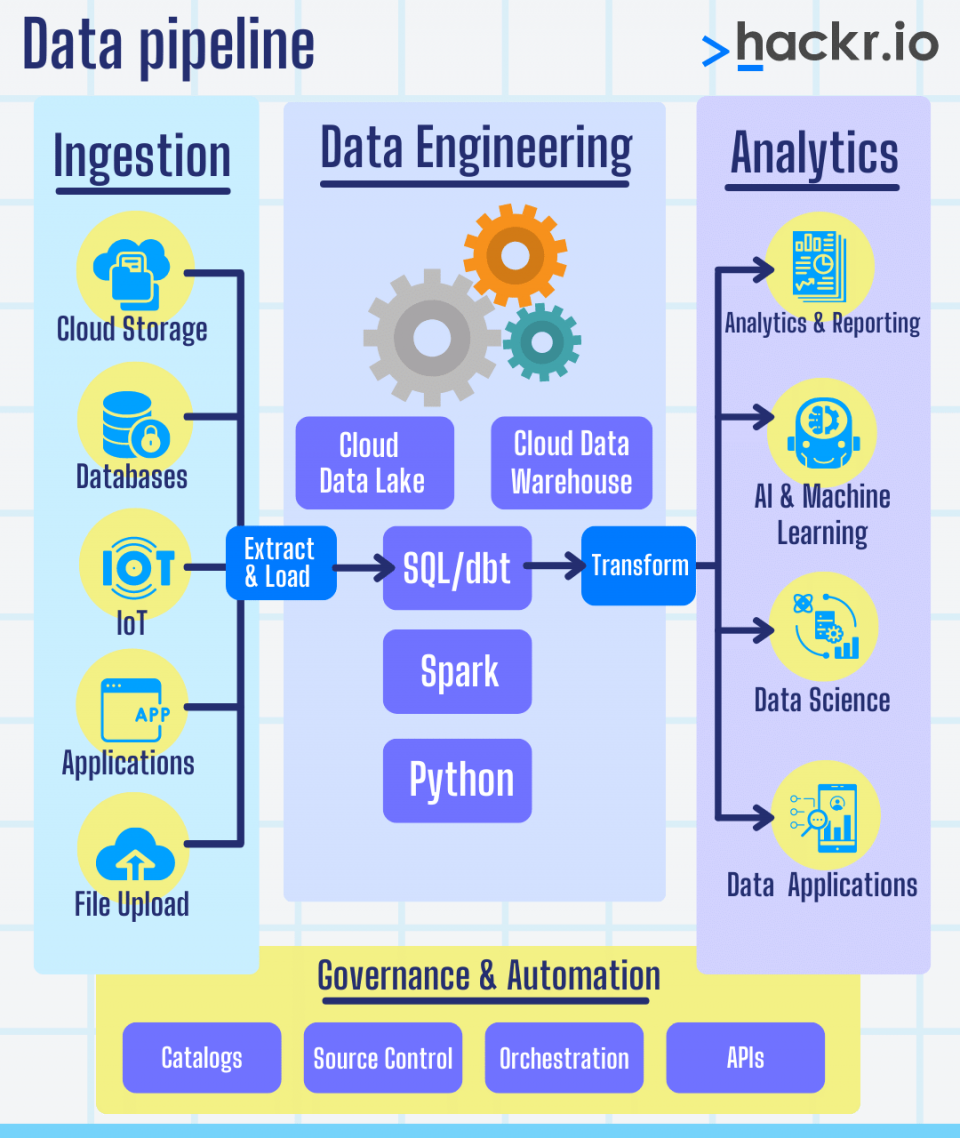 Data pipeline
>hackr.io
Ingestion
Cloud Storage
Databases
IOT
IoT
APP
Applications
File Upload
Extract
& Load
Data Engineering
Cloud
Data Lake
Cloud Data
Warehouse
SQL/dbt
Spark
Python
Transform
Analytics
Analytics & Reporting
AI & Machine
Learning
Data Science
Data Applications
Governance & Automation
Catalogs
Source Control
Orchestration
APIs